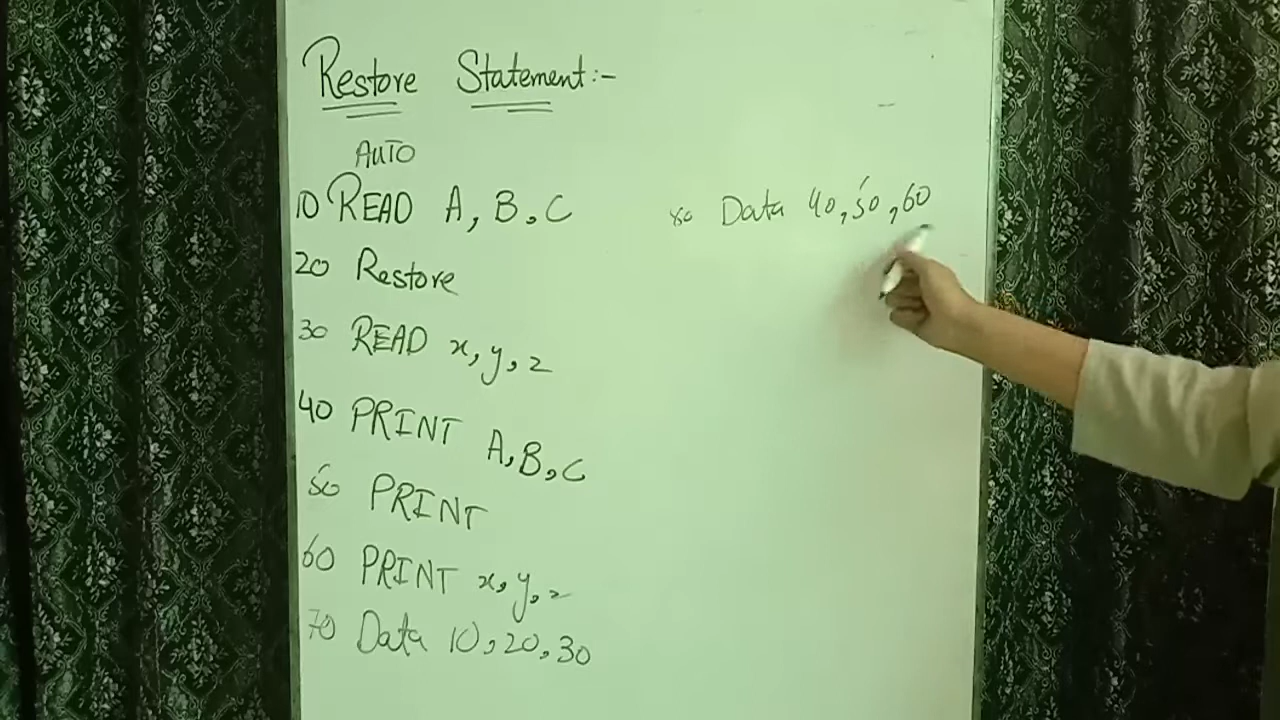 Restore Statement:-
AUTO
10 READ A, B, C
20 Restore
30 READ x, y, z
40 PRINT A, B, C
50 PRINT
60 PRINT x, y, z
70 Data 10, 20, 30
80 Data 40, 50, 60